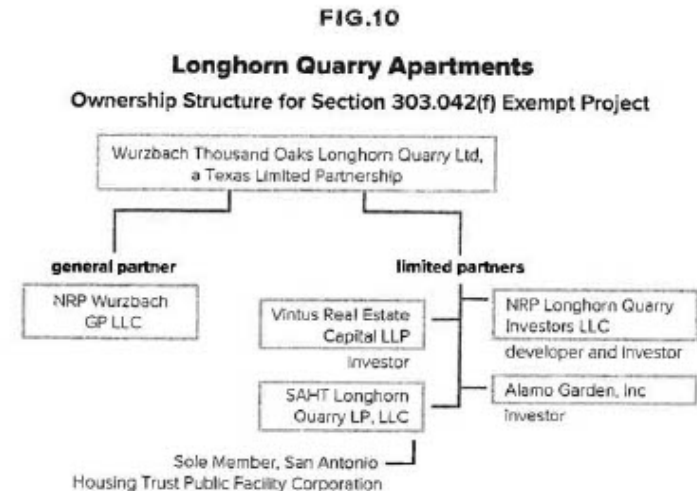 FIG.10
Longhorn Quarry Apartments
Ownership Structure for Section 303.042(f) Exempt Project
Wurzbach Thousand Oaks Longhorn Quarry Ltd,
a Texas Limited Partnership
general partner
NRP Wurzbach
GP LLC
limited partners
Vintus Real Estate
Capital LLP
Investor
NRP Longhorn Quarry
Investors LLC
developer and Investor
SAHT Longhorn
Quarry LP, LLC
Alamo Garden, Inc
investor
Sole Member, San Antonio
Housing Trust Public Facility Corporation